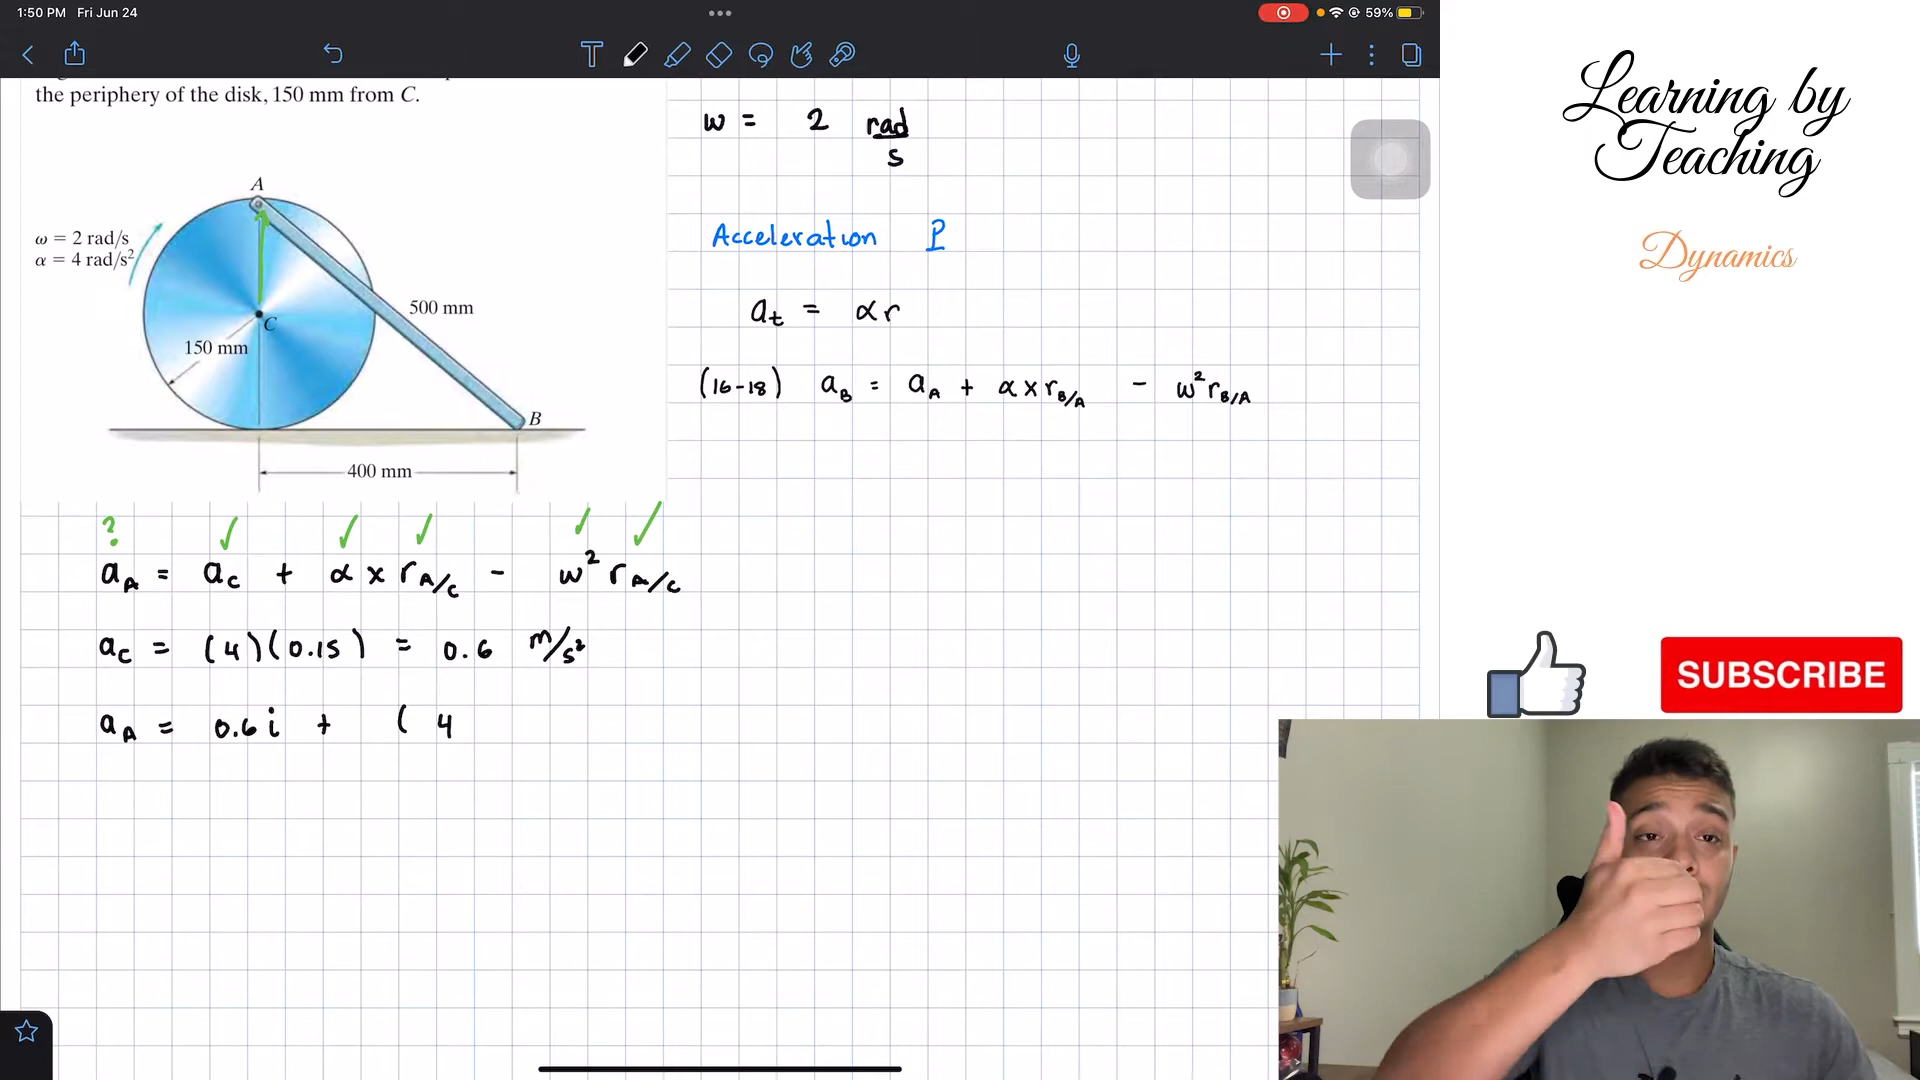 1:50 PM Fri Jun 24
59%
the periphery of the disk, 150 mm from C.
A
ω = 2 rad/s
α = 4 rad/s²
500 mm
C
150 mm
B
400 mm
? ✓ ✓ ✓ ✓ ✓
a_A = a_C + α × r_A/C - ω² r_A/C
a_C = (4)(0.15) = 0.6 m/s²
a_A = 0.6 i + ( 4
ω = 2 rad/s
Acceleration P
a_t = α r
(16-18) a_B = a_A + α × r_B/A - ω² r_B/A
Learning by
Teaching
Dynamics
SUBSCRIBE